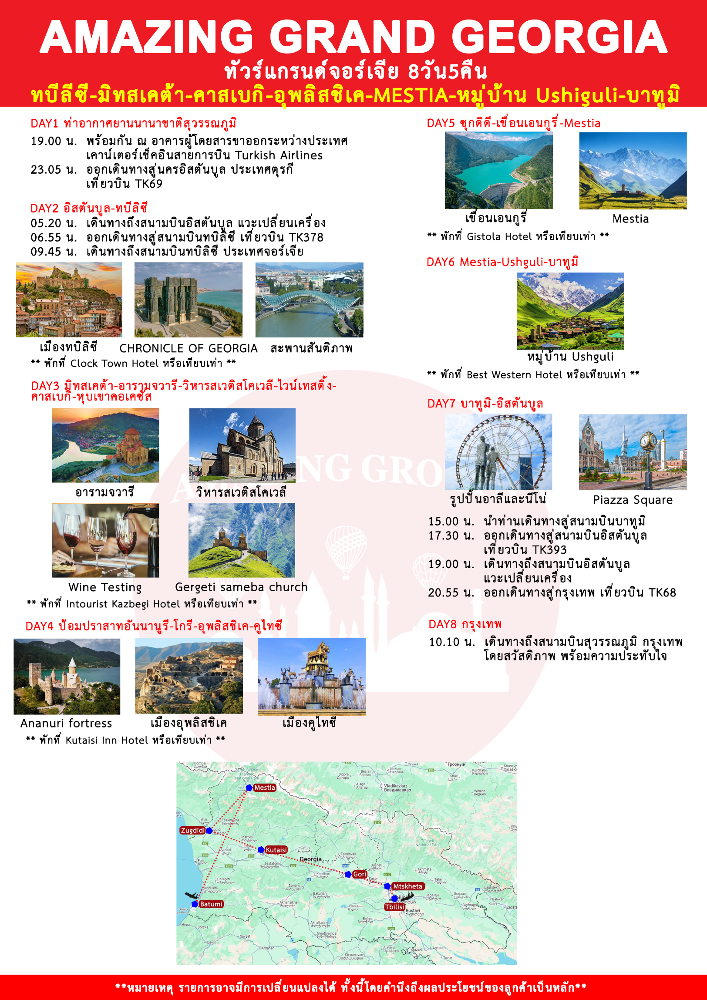 AMAZING GRAND GEORGIA
ทัวร์แกรนด์จอร์เจีย 8วัน5คืน
ทบีลีซี-มิทสเคต้า-คาสเบกิ-อุพลิสชิเค-MESTIA-หมู่บ้าน Ushiguli-บาทูมิ
DAY1 ท่าอากาศยานนานาชาติสุวรรณภูมิ
19.00 น. พร้อมกัน ณ อาคารผู้โดยสารขาออกระหว่างประเทศ
เคาน์เตอร์เช็คอินสายการบิน Turkish Airlines
23.05 น. ออกเดินทางสู่นครอิสตันบูล ประเทศตุรกี
เที่ยวบิน TK69
DAY2 อิสตันบูล-ทบีลิซี
05.20 น. เดินทางถึงสนามบินอิสตันบูล แวะเปลี่ยนเครื่อง
06.55 น. ออกเดินทางสู่สนามบินทบิลิซี เที่ยวบิน TK378
09.45 น. เดินทางถึงสนามบินทบิลิซี ประเทศจอร์เจีย
เมืองทบิลิซี
CHRONICLE OF GEORGIA
สะพานสันติภาพ
** พักที่ Clock Town Hotel หรือเทียบเท่า **
DAY3 มิทสเคต้า-อารามจวารี-วิหารสเวติสโคเวลี-ไวน์เทสติ้ง-
คาสเบกิ-หุบเขาคอเคซัส
อารามจวารี
วิหารสเวติสโคเวลี
Wine Testing
Gergeti sameba church
** พักที่ Intourist Kazbegi Hotel หรือเทียบเท่า **
DAY4 ป้อมปราสาทอันนานูรี-โกรี-อุพลิสชิเค-คูไทซี
Ananuri fortress
เมืองอุพลิสชิเค
เมืองคูไทซี
** พักที่ Kutaisi Inn Hotel หรือเทียบเท่า **
DAY5 ซุกดิดี-เขื่อนเอนกูรี่-Mestia
เขื่อนเอนกูรี่
Mestia
** พักที่ Gistola Hotel หรือเทียบเท่า **
DAY6 Mestia-Ushguli-บาทูมิ
หมู่บ้าน Ushguli
** พักที่ Best Western Hotel หรือเทียบเท่า **
DAY7 บาทูมิ-อิสตันบูล
รูปปั้นอาลีและนีโน่
Piazza Square
15.00 น. นำท่านเดินทางสู่สนามบินบาทูมิ
17.30 น. ออกเดินทางสู่สนามบินอิสตันบูล
เที่ยวบิน TK393
19.00 น. เดินทางถึงสนามบินอิสตันบูล
แวะเปลี่ยนเครื่อง
20.55 น. ออกเดินทางสู่กรุงเทพ เที่ยวบิน TK68
DAY8 กรุงเทพ
10.10 น. เดินทางถึงสนามบินสุวรรณภูมิ กรุงเทพ
โดยสวัสดิภาพ พร้อมความประทับใจ
Mestia
Zugdidi
Kutaisi
Georgia
Gori
Mtskheta
Tbilisi
Batumi
Vladikavkaz
Владикавказ
Грозный
Tusheti
National Park
Rustavi
Akhmeta
Telavi
Borjomi
Khashuri
Zestafoni
Senaki
Martvili
Ozurgeti
Kobuleti
Akhaltsikhe
Akhalkalaki
Ninotsminda
Bolnisi
Tsalka
Bakuriani
Hopa
Borçka
Artvin
Şavşat
Ardahan
**หมายเหตุ รายการอาจมีการเปลี่ยนแปลงได้ ทั้งนี้โดยคำนึงถึงผลประโยชน์ของลูกค้าเป็นหลัก**